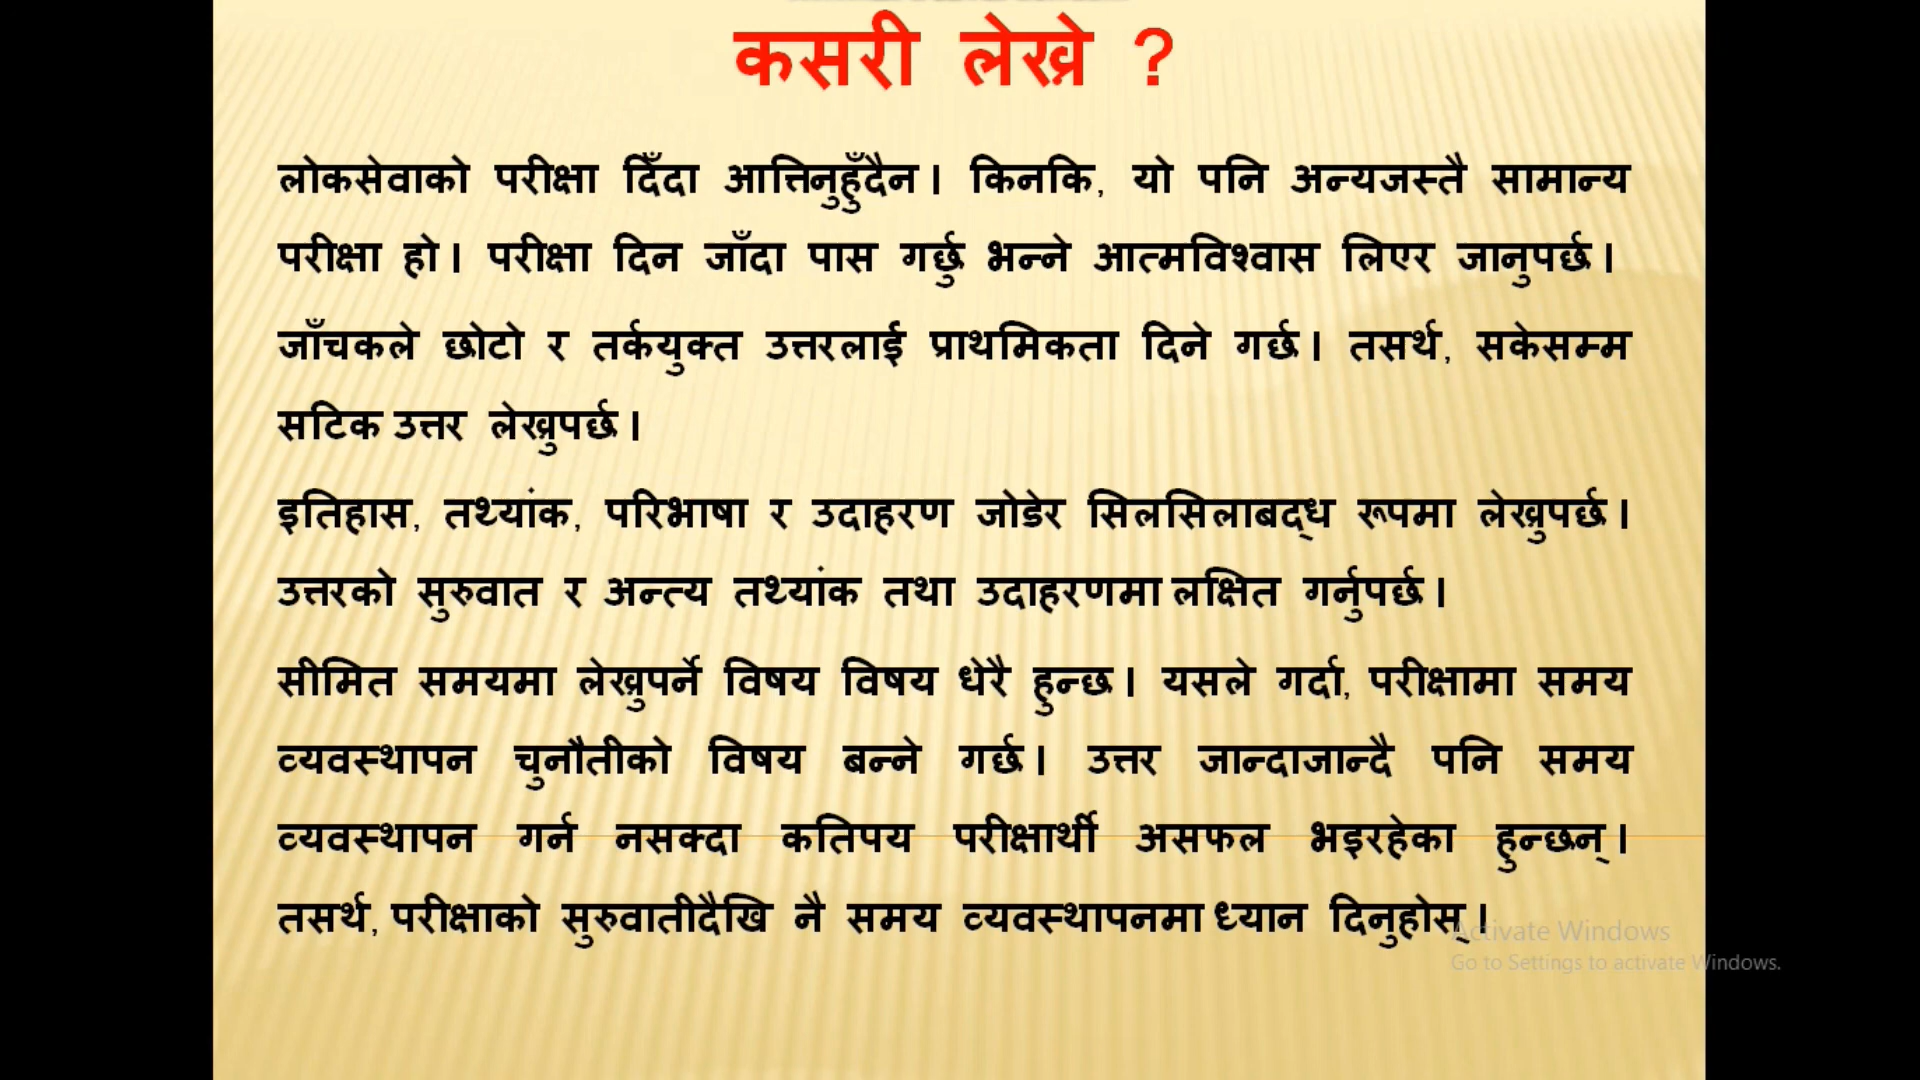 कसरी लेखे ?
लोकसेवाको परीक्षा दिँदा आत्तिनुहुँदैन । किनकि, यो पनि अन्यजस्तै सामान्य
परीक्षा हो । परीक्षा दिन जाँदा पास गर्छु भन्ने आत्मविश्वास लिएर जानुपर्छ ।
जाँचकले छोटो र तर्कयुक्त उत्तरलाई प्राथमिकता दिने गर्छ । तसर्थ, सकेसम्म
सटिक उत्तर लेख्नुपर्छ ।
इतिहास, तथ्यांक, परिभाषा र उदाहरण जोडेर सिलसिलाबद्ध रूपमा लेख्नुपर्छ ।
उत्तरको सुरुवात र अन्त्य तथ्यांक तथा उदाहरणमा लक्षित गर्नुपर्छ ।
सीमित समयमा लेख्नुपर्ने विषय विषय धेरै हुन्छ । यसले गर्दा, परीक्षामा समय
व्यवस्थापन चुनौतीको विषय बन्ने गर्छ । उत्तर जान्दाजान्दै पनि समय
व्यवस्थापन गर्न नसक्दा कतिपय परीक्षार्थी असफल भइरहेका हुन्छन् ।
तसर्थ, परीक्षाको सुरुवातीदैखि नै समय व्यवस्थापनमा ध्यान दिनुहोस् ।
Activate Windows
Go to Settings to activate Windows.